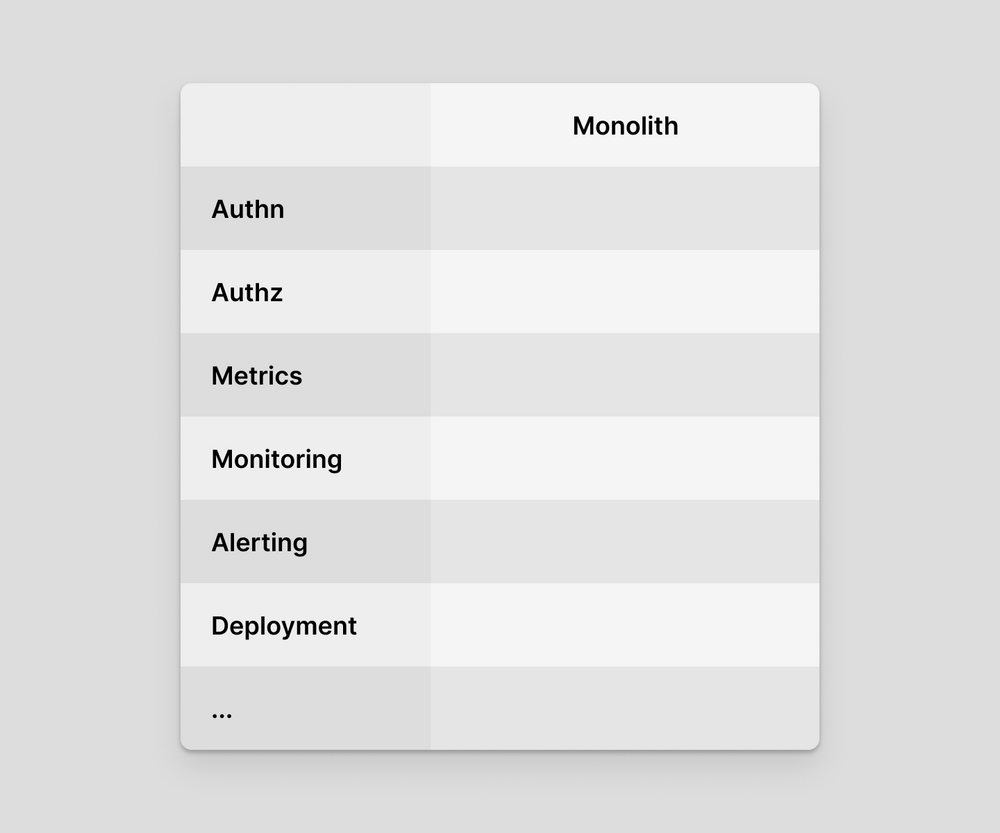 Monolith
Authn
Authz
Metrics
Monitoring
Alerting
Deployment
...